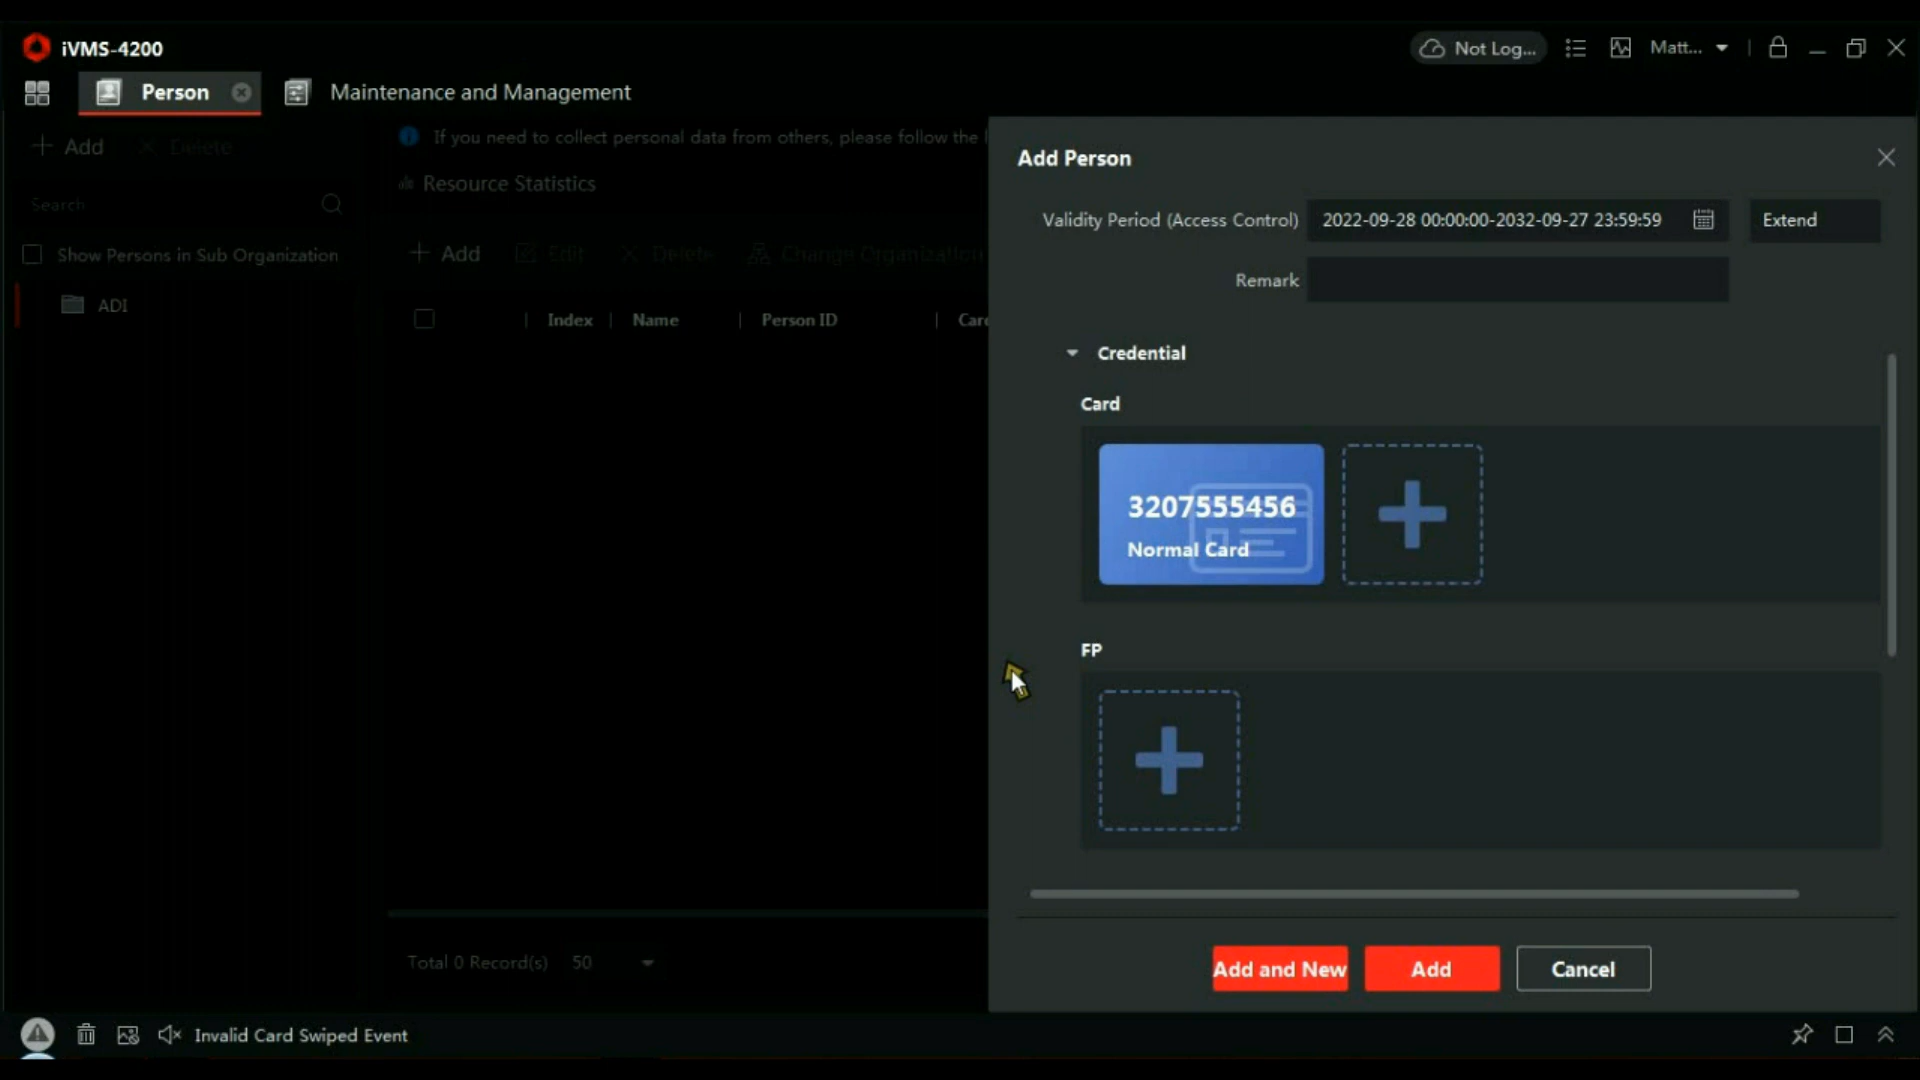 iVMS-4200
Not Log...
Matt...
Person
Maintenance and Management
Add
Delete
If you need to collect personal data from others, please follow the
Search
Resource Statistics
Show Persons in Sub Organization
Add
Edit
Delete
Change Organization
ADI
Index
Name
Person ID
Add Person
Validity Period (Access Control)
2022-09-28 00:00:00-2032-09-27 23:59:59
Extend
Remark
Credential
Card
3207555456
Normal Card
FP
Total 0 Record(s)
50
Add and New
Add
Cancel
Invalid Card Swiped Event